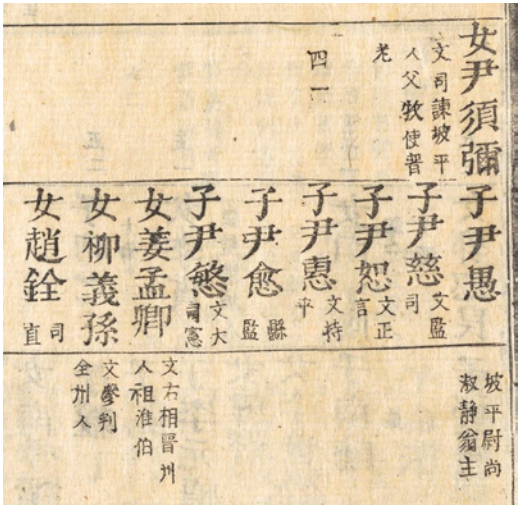 女尹須彌
文司諫坡平
人父牧使耆
老
四一
子尹愚
子尹慈
文監
司
子尹恕
文正
言
子尹惠
文持
平
子尹愈
縣
監
子尹慜
文大
司憲
女姜孟卿
女柳義孫
女趙銓
司
直
坡平尉尚
淑靜翁主
文右相晉州
人祖淮伯
文參判
全州人